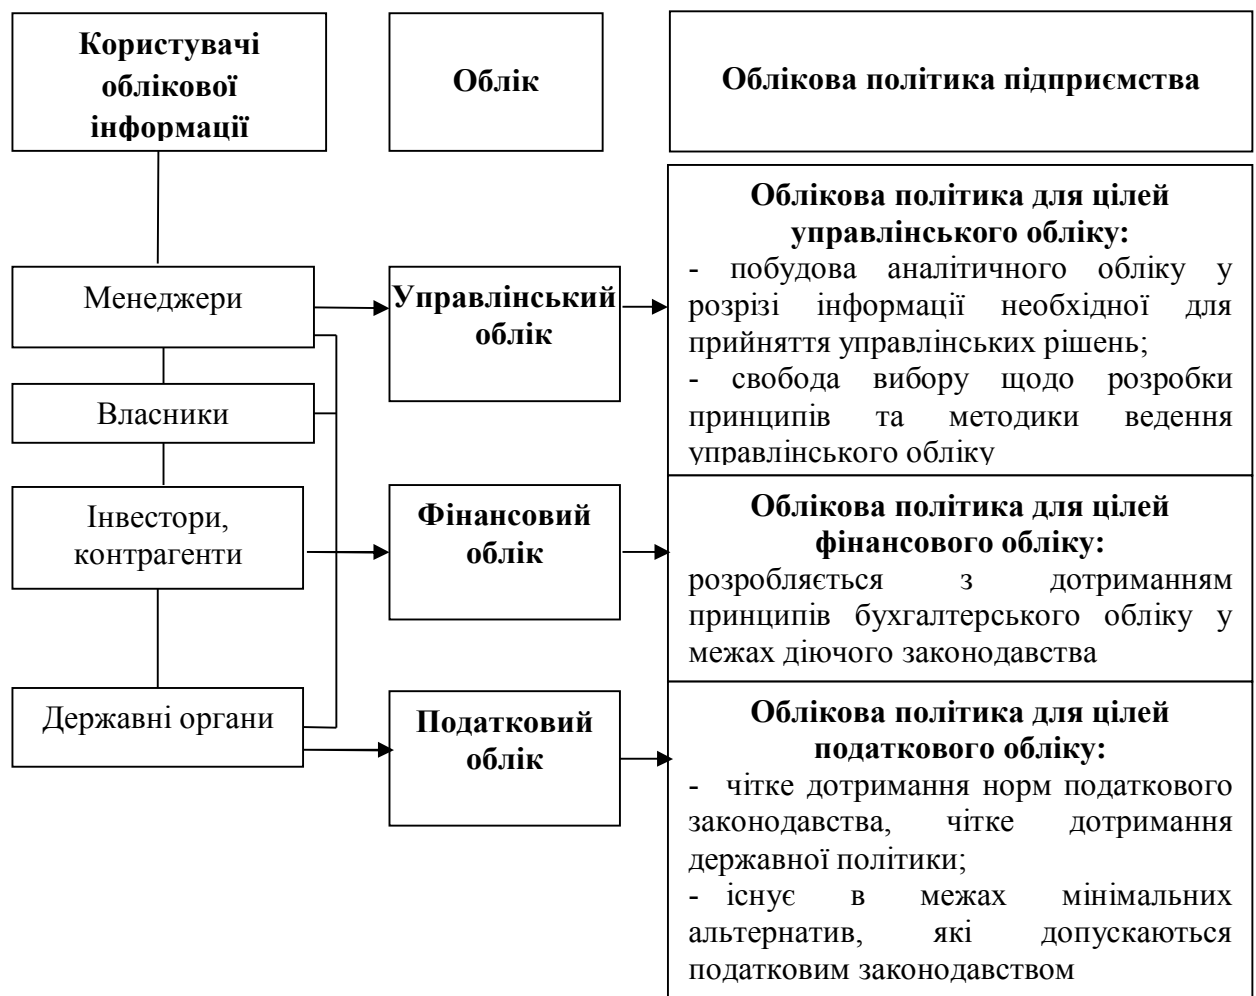 Користувачі
облікової
інформації
Облік
Облікова політика підприємства
Менеджери
Власники
Інвестори,
контрагенти
Державні органи
Управлінський
облік
Фінансовий
облік
Податковий
облік
Облікова політика для цілей
управлінського обліку:
- побудова аналітичного обліку у
розрізі інформації необхідної для
прийняття управлінських рішень;
- свобода вибору щодо розробки
принципів та методики ведення
управлінського обліку
Облікова політика для цілей
фінансового обліку:
розробляється з дотриманням
принципів бухгалтерського обліку у
межах діючого законодавства
Облікова політика для цілей
податкового обліку:
- чітке дотримання норм податкового
законодавства, чітке дотримання
державної політики;
- існує в межах мінімальних
альтернатив, які допускаються
податковим законодавством